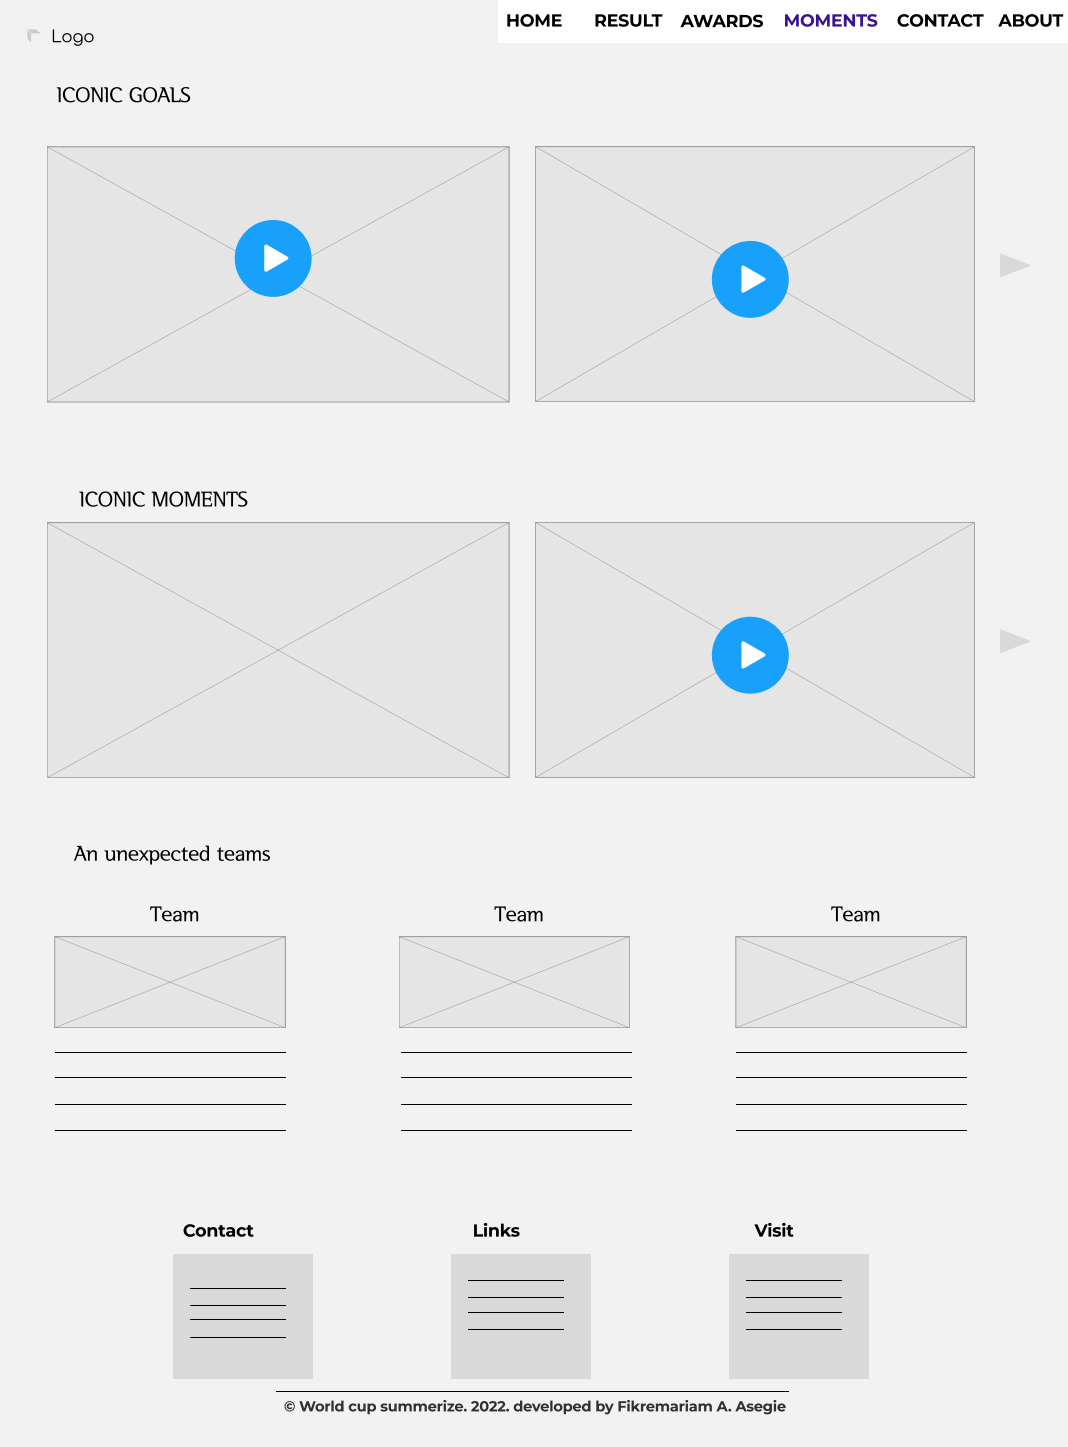 HOME RESULT AWARDS MOMENTS CONTACT ABOUT
Logo
ICONIC GOALS
ICONIC MOMENTS
An unexpected teams
Team Team Team
Contact Links Visit
© World cup summerize. 2022. developed by Fikremariam A. Asegie